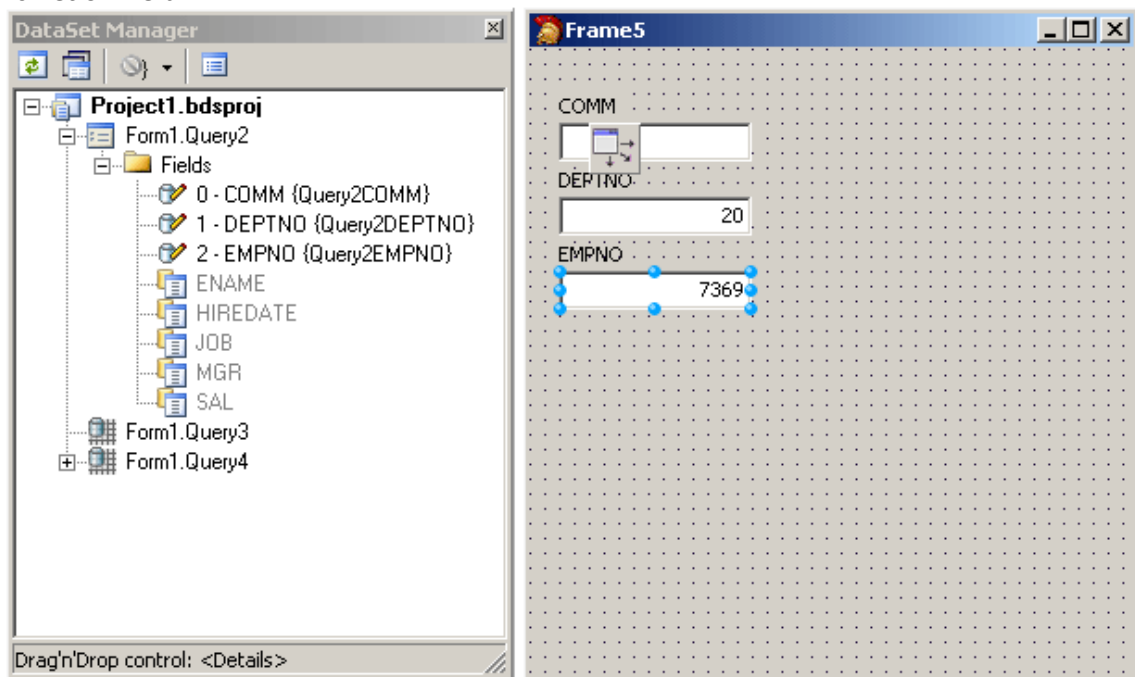 DataSet Manager
Project1.bdsproj
Form1.Query2
Fields
0 - COMM {Query2COMM}
1 - DEPTNO {Query2DEPTNO}
2 - EMPNO {Query2EMPNO}
ENAME
HIREDATE
JOB
MGR
SAL
Form1.Query3
Form1.Query4
Drag'n'Drop control: <Details>
Frame5
COMM
DEPTNO
20
EMPNO
7369